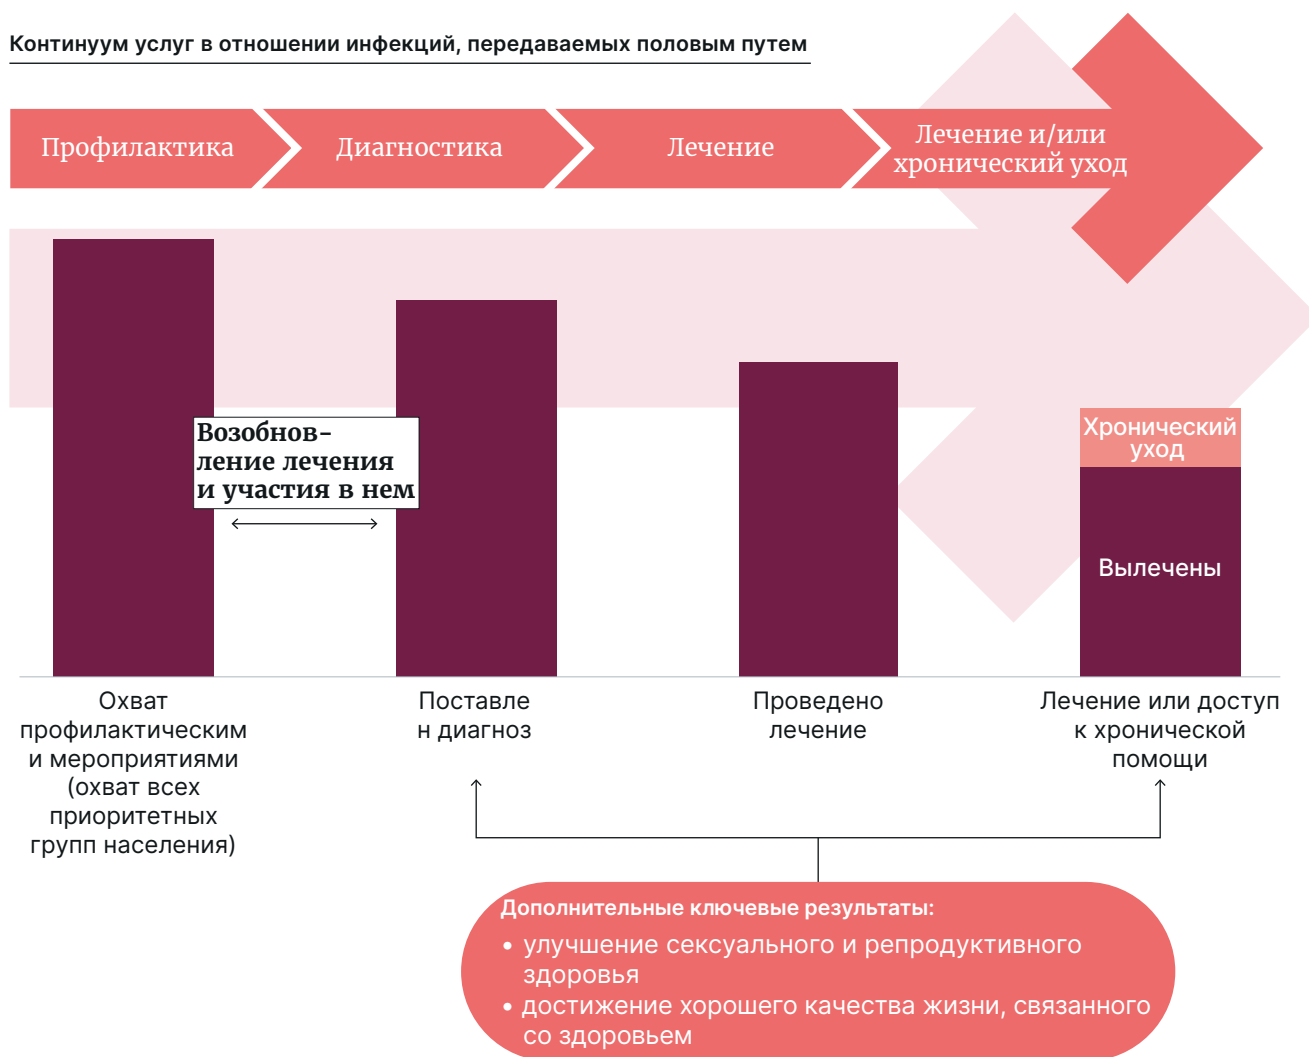 Континуум услуг в отношении инфекций, передаваемых половым путем
Профилактика
Диагностика
Лечение
Лечение и/или
хронический уход
Возобнов-
ление лечения
и участия в нем
Хронический
уход
Вылечены
Охват
профилактическим
и мероприятиями
(охват всех
приоритетных
групп населения)
Поставле
н диагноз
Проведено
лечение
Лечение или доступ
к хронической
помощи
Дополнительные ключевые результаты:
• улучшение сексуального и репродуктивного
здоровья
• достижение хорошего качества жизни, связанного
со здоровьем